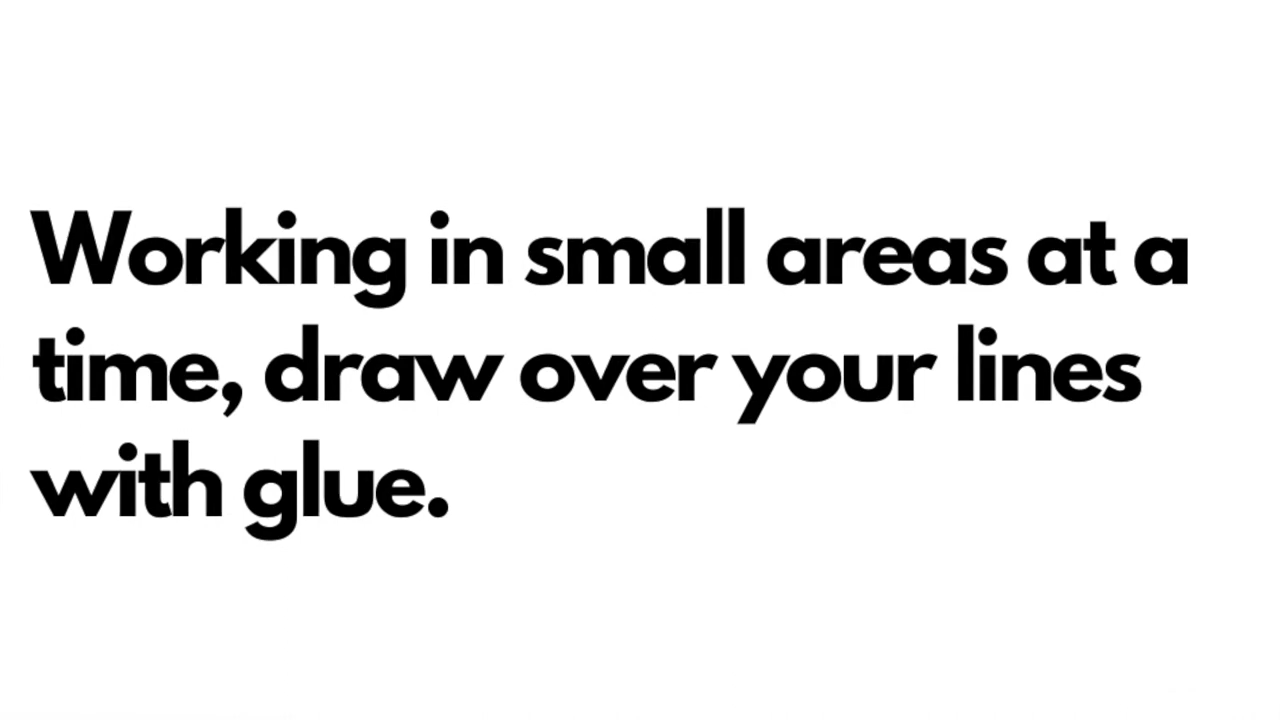 Working in small areas at a
time, draw over your lines
with glue.